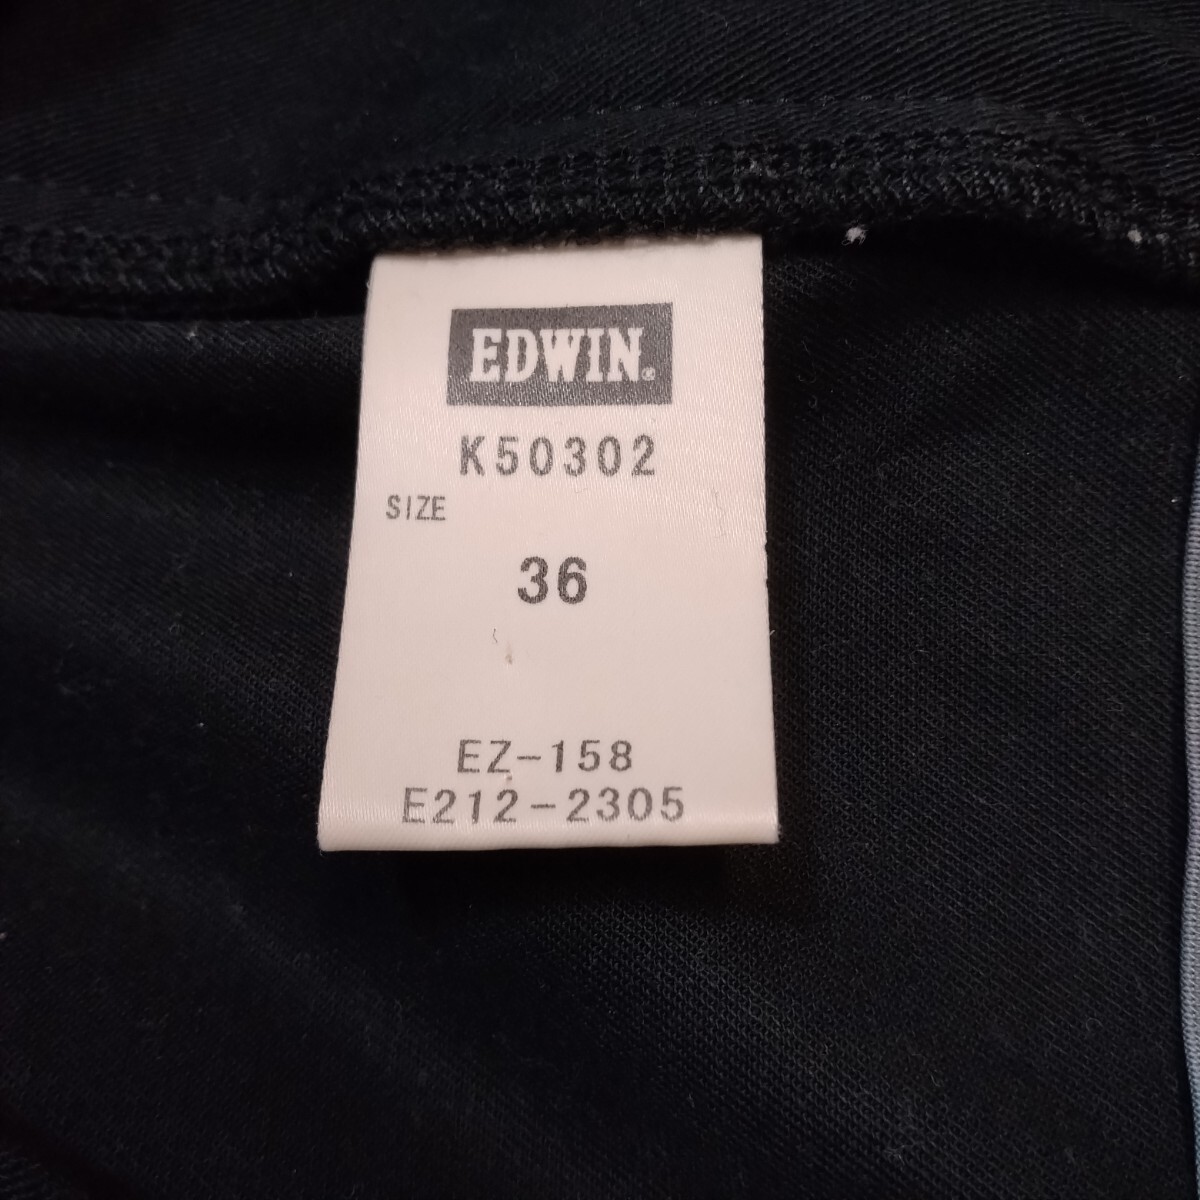 EDWIN®
K50302
SIZE
36
EZ-158
E212-2305